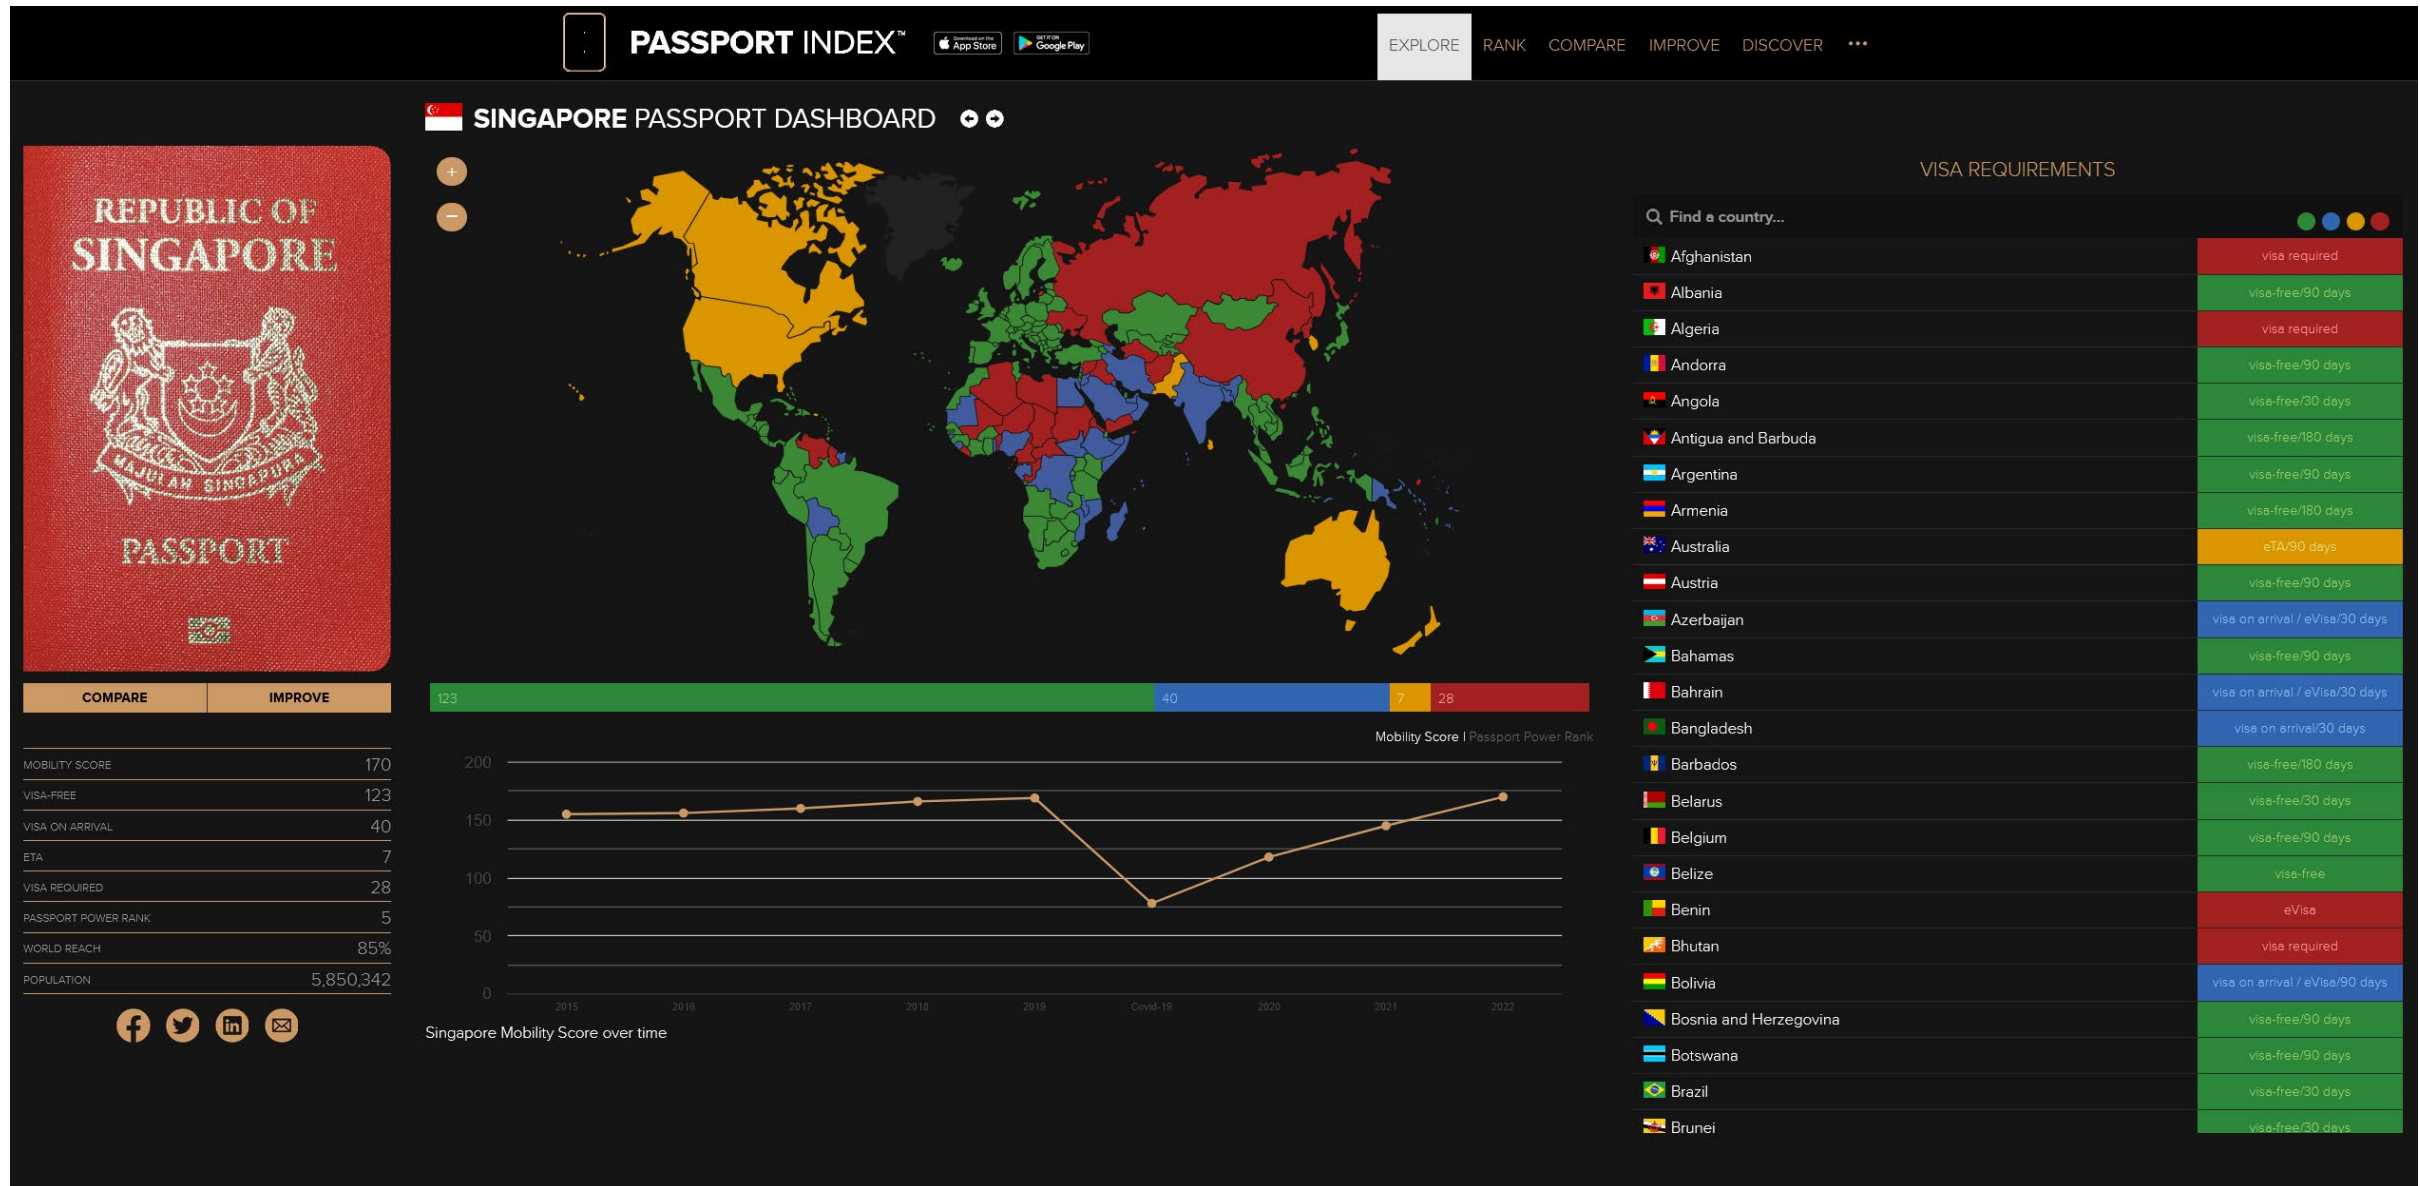 PASSPORT INDEX™
Download on the App Store
GET IT ON Google Play
EXPLORE RANK COMPARE IMPROVE DISCOVER •••
SINGAPORE PASSPORT DASHBOARD
REPUBLIC OF
SINGAPORE
MAJULAH SINGAPURA
PASSPORT
COMPARE IMPROVE
MOBILITY SCORE 170
VISA-FREE 123
VISA ON ARRIVAL 40
ETA 7
VISA REQUIRED 28
PASSPORT POWER RANK 5
WORLD REACH 85%
POPULATION 5,850,342
+
−
123 40 7 28
Mobility Score | Passport Power Rank
200
150
100
50
0
2015 2016 2017 2018 2019 Covid-19 2020 2021 2022
Singapore Mobility Score over time
VISA REQUIREMENTS
Find a country...
Afghanistan visa required
Albania visa-free/90 days
Algeria visa required
Andorra visa-free/90 days
Angola visa-free/30 days
Antigua and Barbuda visa-free/180 days
Argentina visa-free/90 days
Armenia visa-free/180 days
Australia eTA/90 days
Austria visa-free/90 days
Azerbaijan visa on arrival / eVisa/30 days
Bahamas visa-free/90 days
Bahrain visa on arrival / eVisa/30 days
Bangladesh visa on arrival/30 days
Barbados visa-free/180 days
Belarus visa-free/30 days
Belgium visa-free/90 days
Belize visa-free
Benin eVisa
Bhutan visa required
Bolivia visa on arrival / eVisa/90 days
Bosnia and Herzegovina visa-free/90 days
Botswana visa-free/90 days
Brazil visa-free/30 days
Brunei visa-free/30 days